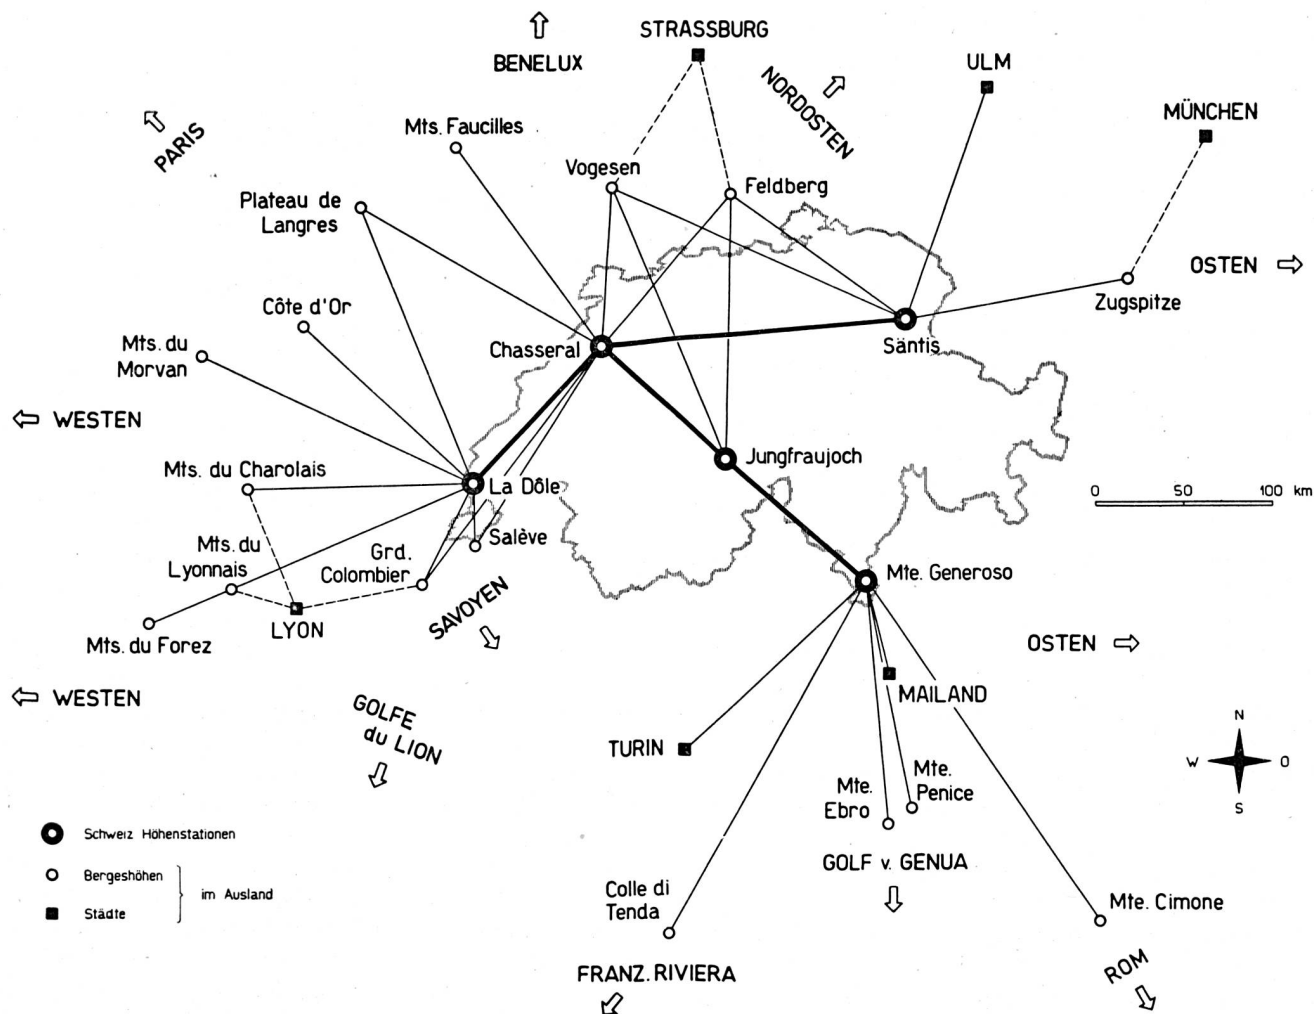 STRASSBURG
BENELUX
ULM
NORDOSTEN
MÜNCHEN
PARIS
Mts. Faucilles
Vogesen
Feldberg
Plateau de
Langres
OSTEN
Zugspitze
Côte d'Or
Mts. du
Morvan
Chasseral
Säntis
WESTEN
Jungfraujoch
Mts. du Charolais
La Dôle
0 50 100 km
Salève
Mts. du
Lyonnais
Grd.
Colombier
Mte. Generoso
SAVOYEN
LYON
Mts. du Forez
OSTEN
WESTEN
MAILAND
GOLFE
du LION
TURIN
N
W O
S
Mte.
Penice
Mte.
Ebro
Schweiz Höhenstationen
Bergeshöhen
im Ausland
Städte
GOLF v. GENUA
Colle di
Tenda
Mte. Cimone
FRANZ. RIVIERA
ROM